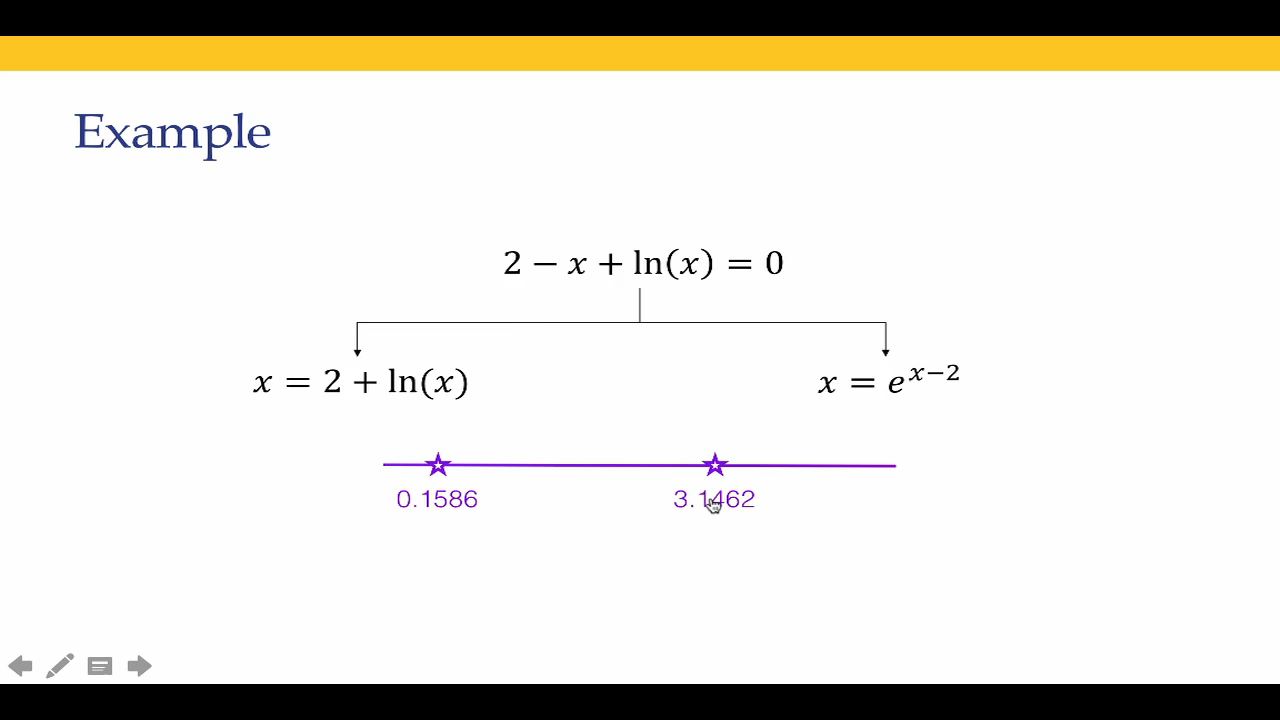 Example
2 − x + ln(x) = 0
x = 2 + ln(x)
x = e^{x−2}
0.1586
3.1462